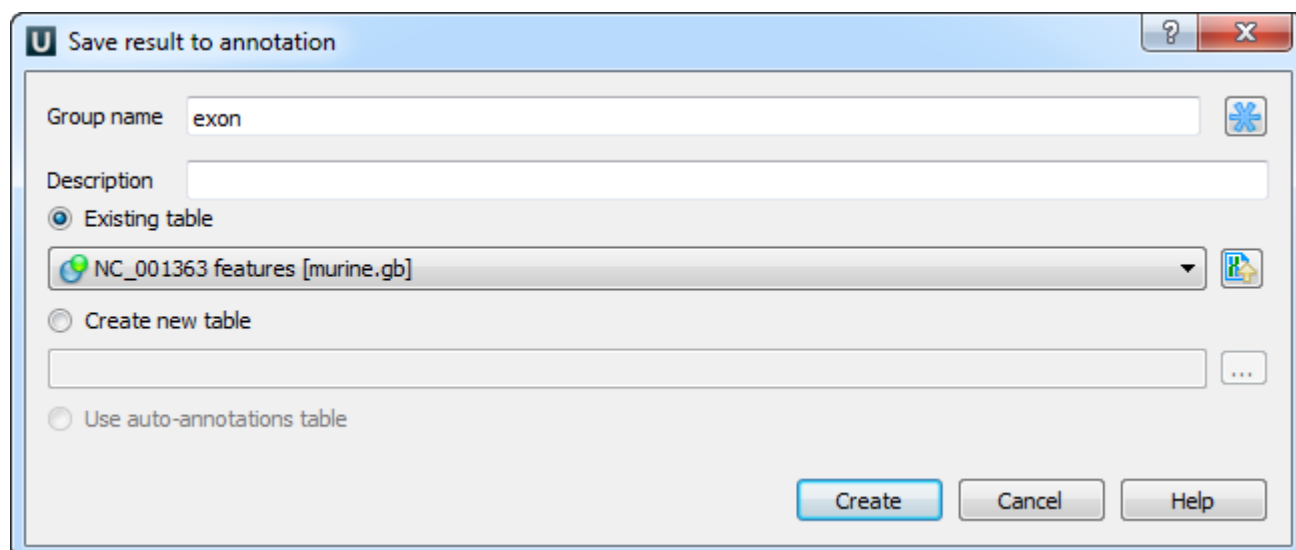 U Save result to annotation
?
X
Group name exon
Description
Existing table
NC_001363 features [murine.gb]
Create new table
...
Use auto-annotations table
Create Cancel Help